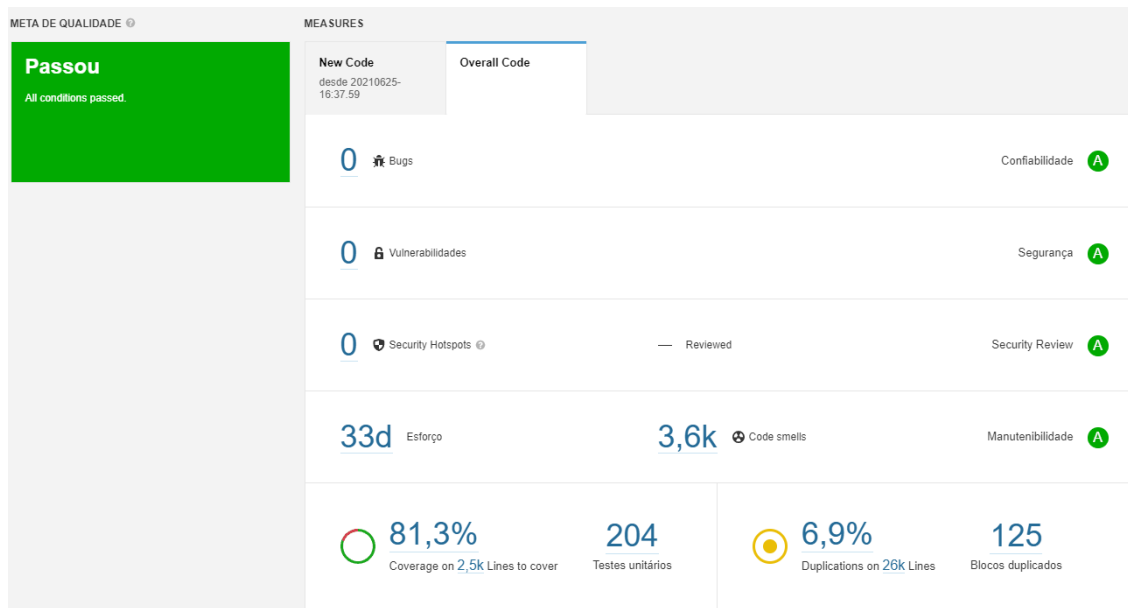 META DE QUALIDADE
Passou
All conditions passed.
MEASURES
New Code
desde 20210625-
16:37.59
Overall Code
0 Bugs
Confiabilidade A
0 Vulnerabilidades
Segurança A
0 Security Hotspots
— Reviewed
Security Review A
33d Esforço
3,6k Code smells
Manutenibilidade A
81,3%
Coverage on 2,5k Lines to cover
204
Testes unitários
6,9%
Duplications on 26k Lines
125
Blocos duplicados